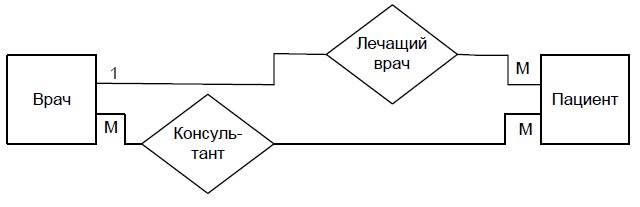 Лечащий
врач
1
М
Врач
Пациент
М
Консуль-
тант
М